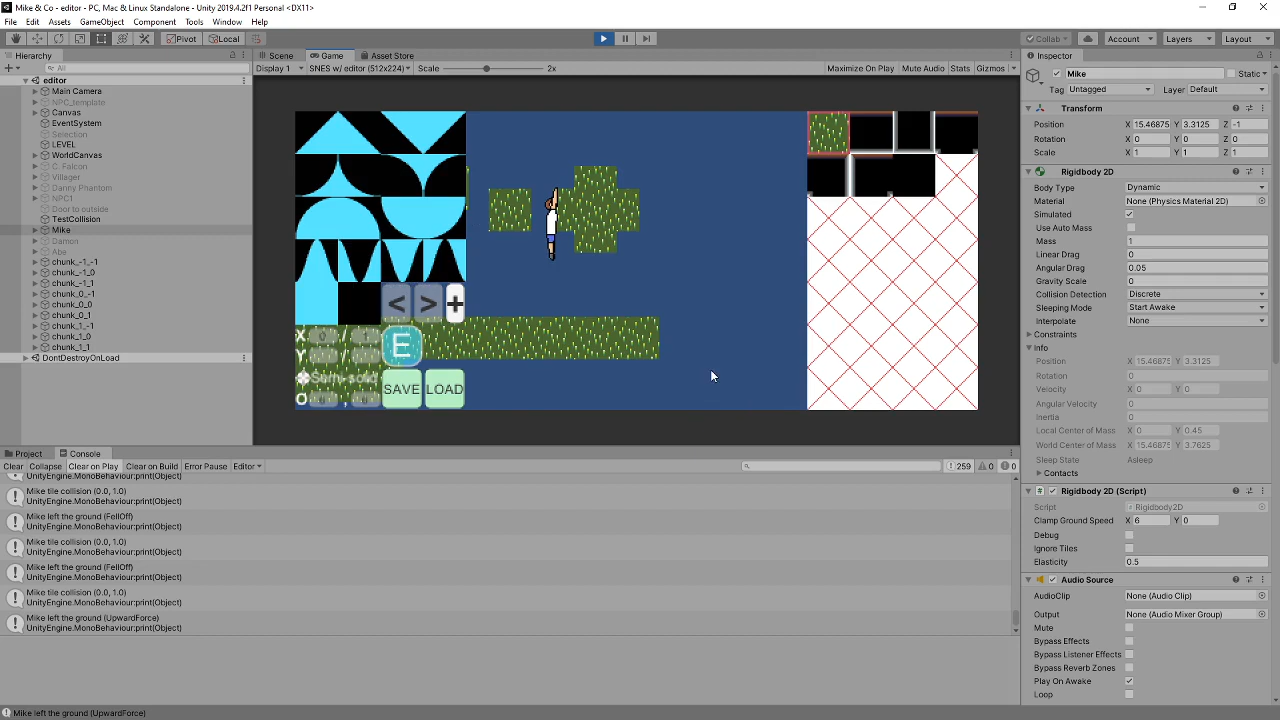 Mike & Co - editor - PC, Mac & Linux Standalone - Unity 2019.4.2f1 Personal <DX11>
File Edit Assets GameObject Component Tools Window Help
Pivot Local Collab Account Layers Layout
Hierarchy
All
editor
Main Camera
NPC_template
Canvas
EventSystem
Selection
LEVEL
WorldCanvas
C. Falcon
Villager
Danny Phantom
NPC1
Door to outside
TestCollision
Mike
Damon
Abe
chunk_-1_-1
chunk_-1_0
chunk_-1_1
chunk_0_-1
chunk_0_0
chunk_0_1
chunk_1_-1
chunk_1_0
chunk_1_1
DontDestroyOnLoad
Scene Game Asset Store
Display 1 SNES w/ editor (512x224) Scale 2x Maximize On Play Mute Audio Stats Gizmos
< > +
X
Y / E
Semi-solid
O , SAVE LOAD
Project Console
Clear Collapse Clear on Play Clear on Build Error Pause Editor 259 0 0
UnityEngine.MonoBehaviour:print(Object)
Mike tile collision (0.0, 1.0)
UnityEngine.MonoBehaviour:print(Object)
Mike left the ground (FellOff)
UnityEngine.MonoBehaviour:print(Object)
Mike tile collision (0.0, 1.0)
UnityEngine.MonoBehaviour:print(Object)
Mike left the ground (FellOff)
UnityEngine.MonoBehaviour:print(Object)
Mike tile collision (0.0, 1.0)
UnityEngine.MonoBehaviour:print(Object)
Mike left the ground (UpwardForce)
UnityEngine.MonoBehaviour:print(Object)
Mike left the ground (UpwardForce)
Inspector
Mike Static
Tag Untagged Layer Default
Transform
Position X 15.46875 Y 3.3125 Z -1
Rotation X 0 Y 0 Z 0
Scale X 1 Y 1 Z 1
Rigidbody 2D
Body Type Dynamic
Material None (Physics Material 2D)
Simulated
Use Auto Mass
Mass 1
Linear Drag 0
Angular Drag 0.05
Gravity Scale 0
Collision Detection Discrete
Sleeping Mode Start Awake
Interpolate None
Constraints
Info
Position X 15.46875 Y 3.3125
Rotation 0
Velocity X 0 Y 0
Angular Velocity 0
Inertia 0
Local Center of Mass X 0 Y 0.45
World Center of Mass X 15.46875 Y 3.7625
Sleep State Asleep
Contacts
Rigidbody 2D (Script)
Script Rigidbody2D
Clamp Ground Speed X 6 Y 0
Debug
Ignore Tiles
Elasticity 0.5
Audio Source
AudioClip None (Audio Clip)
Output None (Audio Mixer Group)
Mute
Bypass Effects
Bypass Listener Effects
Bypass Reverb Zones
Play On Awake
Loop